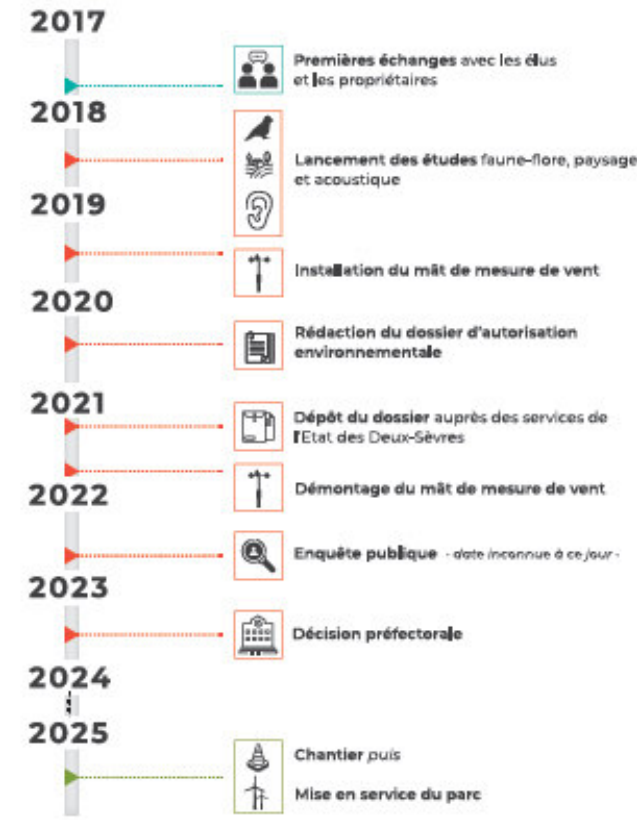 2017
Premières échanges avec les élus
et les propriétaires
2018
Lancement des études faune-flore, paysage
et acoustique
2019
Installation du mât de mesure de vent
2020
Rédaction du dossier d'autorisation
environnementale
2021
Dépôt du dossier auprès des services de
l'Etat des Deux-Sèvres
Démontage du mât de mesure de vent
2022
Enquête publique - date inconnue à ce jour -
2023
Décision préfectorale
2024
2025
Chantier puis
Mise en service du parc